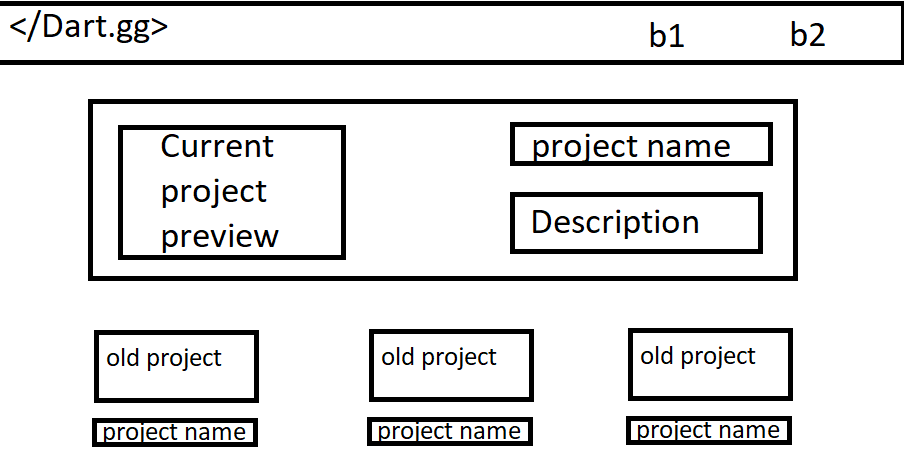 </Dart.gg>
b1 b2
Current
project
preview
project name
Description
old project old project old project
project name project name project name